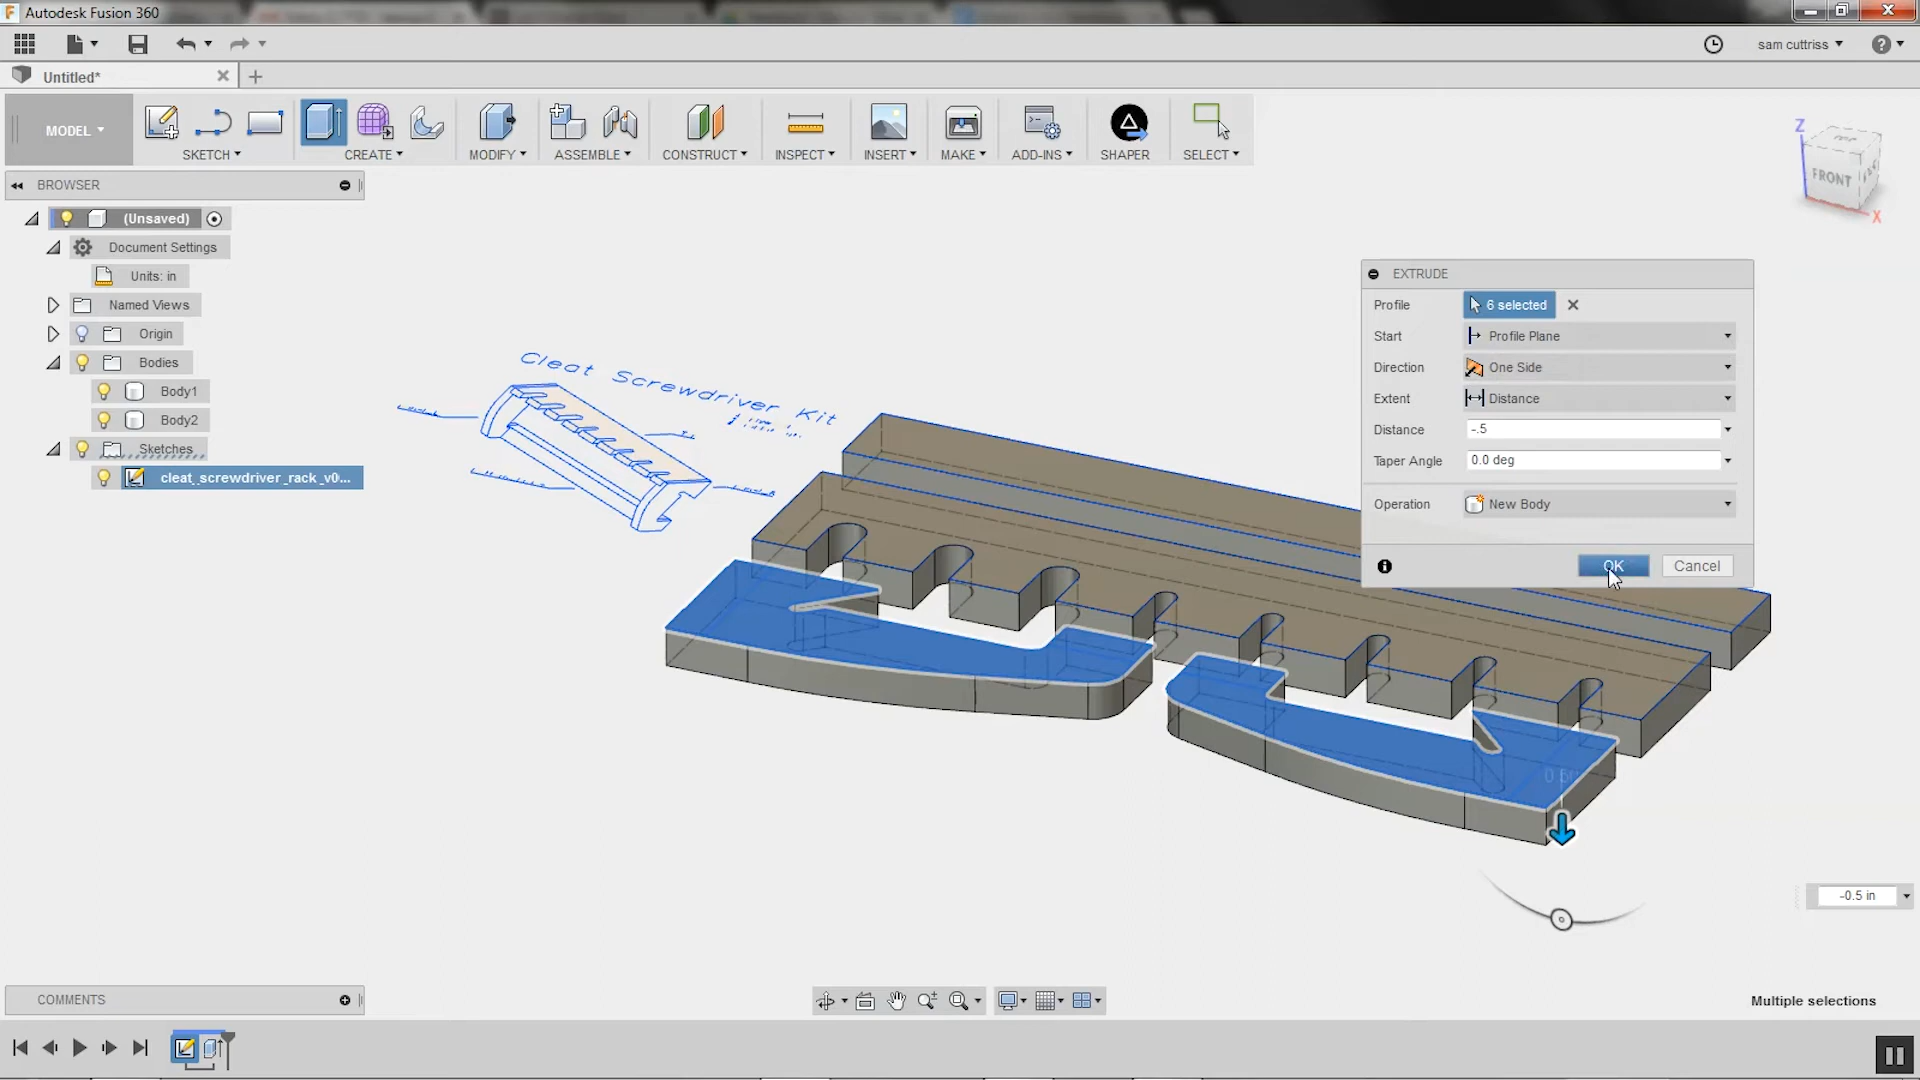 Autodesk Fusion 360
sam cuttriss
Untitled*
MODEL
SKETCH
CREATE
MODIFY
ASSEMBLE
CONSTRUCT
INSPECT
INSERT
MAKE
ADD-INS
SHAPER
SELECT
BROWSER
(Unsaved)
Document Settings
Units: in
Named Views
Origin
Bodies
Body1
Body2
Sketches
cleat_screwdriver_rack_v0...
Cleat Screwdriver Kit
Z
FRONT
X
EXTRUDE
Profile 6 selected
Start Profile Plane
Direction One Side
Extent Distance
Distance -.5
Taper Angle 0.0 deg
Operation New Body
OK Cancel
-0.5 in
COMMENTS
Multiple selections